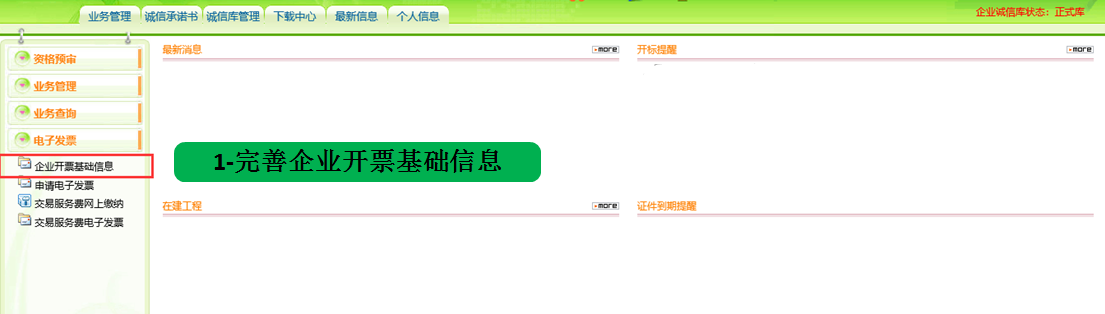 业务管理 诚信承诺书 诚信库管理 下载中心 最新信息 个人信息 企业诚信库状态：正式库
资格预审
业务管理
业务查询
电子发票
企业开票基础信息
申请电子发票
交易服务费网上缴纳
交易服务费电子发票
最新消息 more
开标提醒 more
1-完善企业开票基础信息
在建工程 more
证件到期提醒